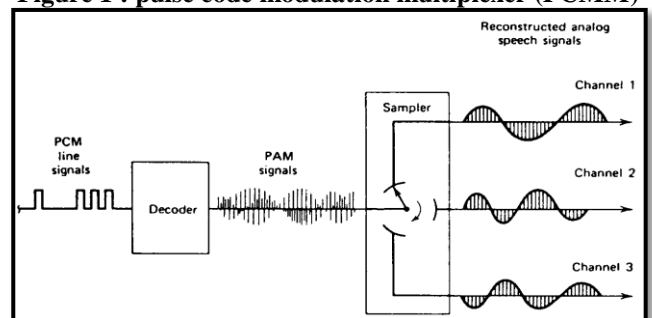 Figure 1 : pulse code modulation multiplexer (PCMM)
Reconstructed analog
speech signals
Channel 1
Sampler
PCM
line
signals
PAM
signals
Channel 2
Decoder
Channel 3